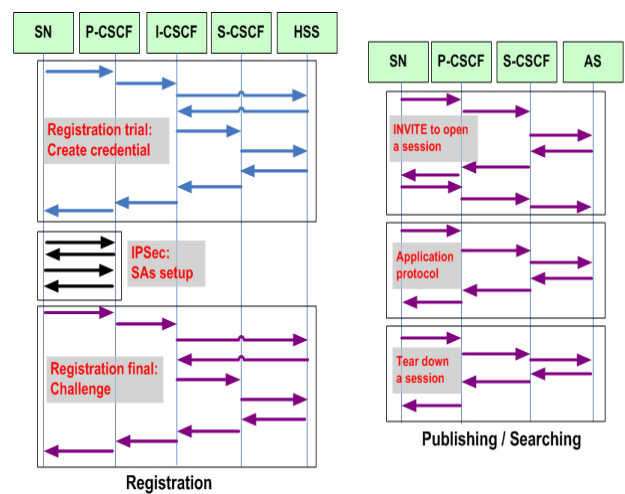 SN P-CSCF I-CSCF S-CSCF HSS
Registration trial:
Create credential
IPSec:
SAs setup
Registration final:
Challenge
Registration
SN P-CSCF S-CSCF AS
INVITE to open
a session
Application
protocol
Tear down
a session
Publishing / Searching